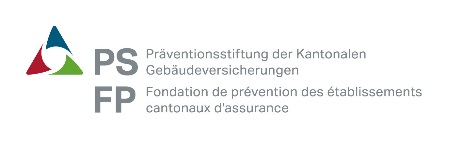 PS Präventionsstiftung der Kantonalen
Gebäudeversicherungen
FP Fondation de prévention des établissements
cantonaux d'assurance